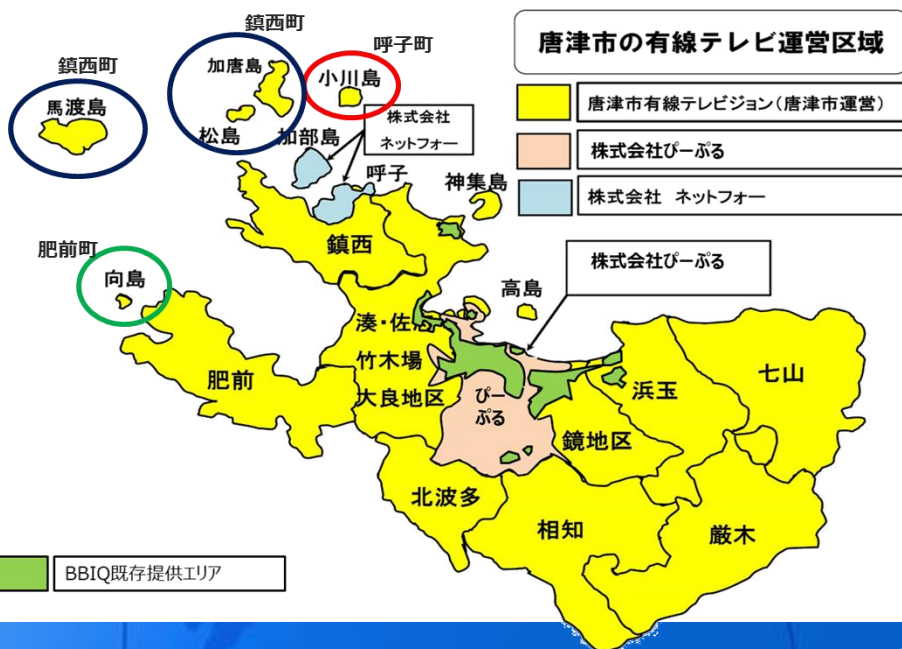 鎮西町
呼子町
唐津市の有線テレビ運営区域
鎮西町
加唐島
小川島
馬渡島
唐津市有線テレビジョン(唐津市運営)
株式会社
ネットフォー
松島
加部島
株式会社ぴーぷる
呼子
神集島
株式会社 ネットフォー
鎮西
肥前町
株式会社ぴーぷる
向島
高島
湊・佐志
七山
竹木場
浜玉
肥前
大良地区
ぴー
ぷる
鏡地区
北波多
相知
厳木
BBIQ既存提供エリア